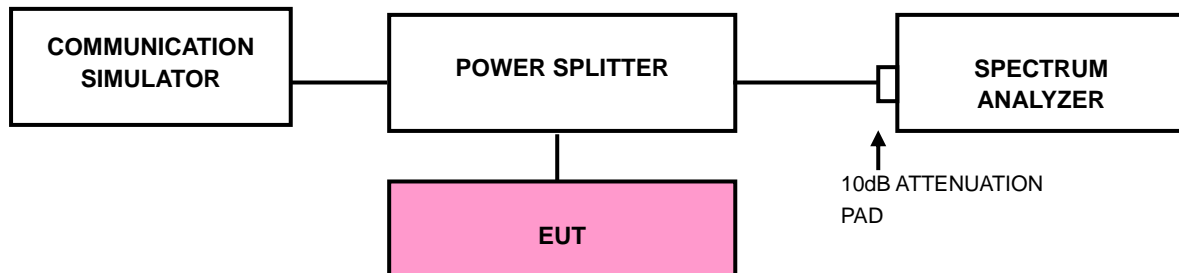 COMMUNICATION
SIMULATOR
POWER SPLITTER
SPECTRUM
ANALYZER
10dB ATTENUATION
PAD
EUT